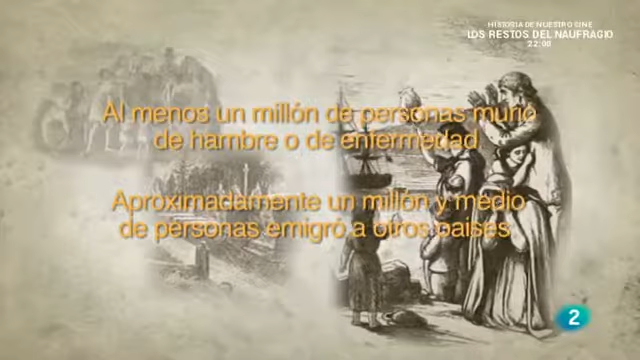 HISTORIA DE NUESTRO CINE
LOS RESTOS DEL NAUFRAGIO
22:00
Al menos un millón de personas murió
de hambre o de enfermedad
Aproximadamente un millón y medio
de personas emigró a otros países
2